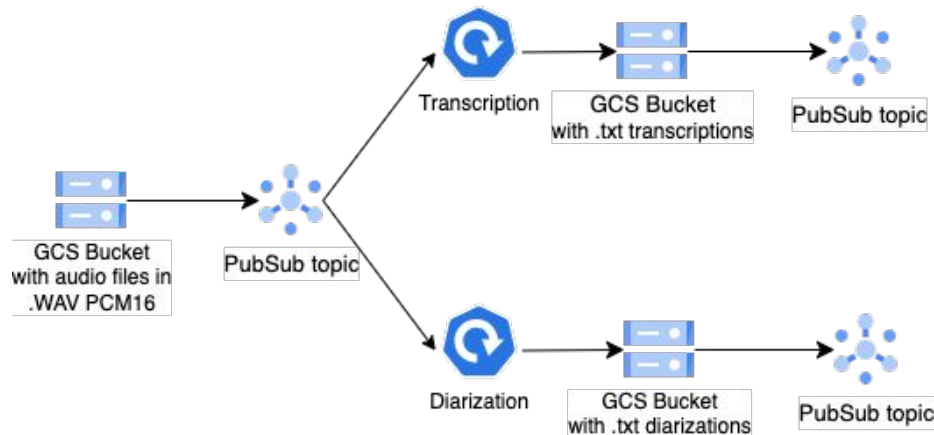 Transcription
GCS Bucket
with .txt transcriptions
PubSub topic
GCS Bucket
with audio files in
.WAV PCM16
PubSub topic
Diarization
GCS Bucket
with .txt diarizations
PubSub topic